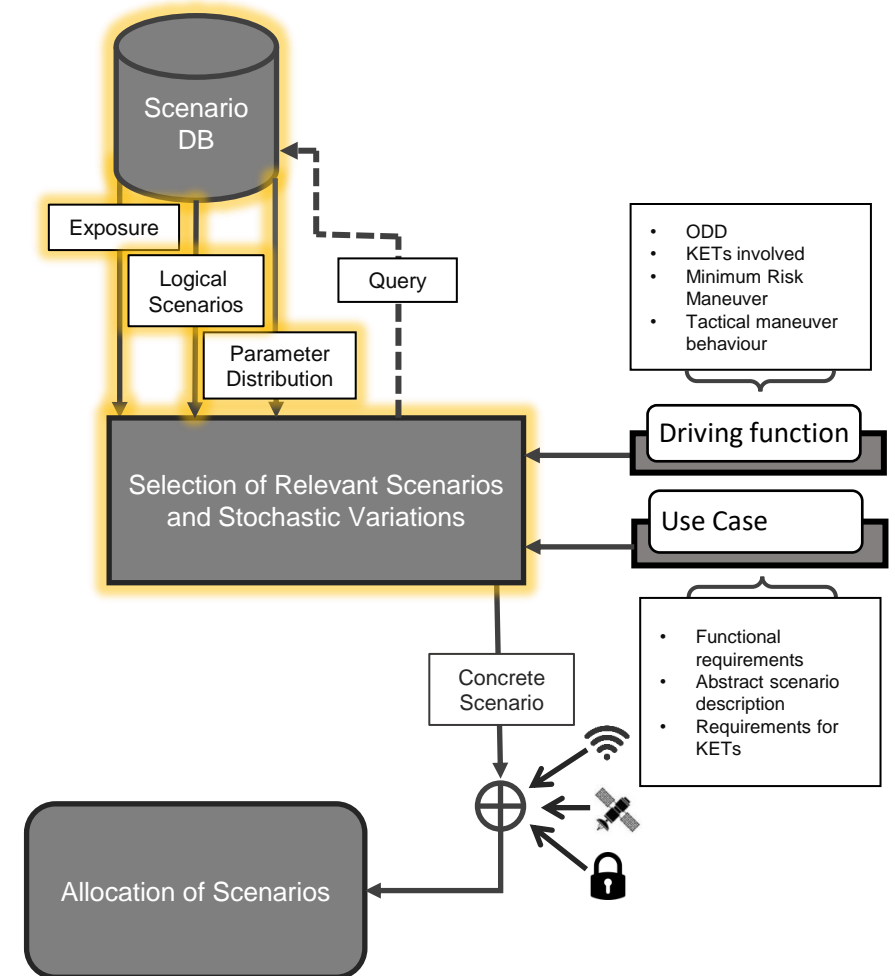 Scenario
DB
Exposure
Logical
Scenarios
Query
Parameter
Distribution
• ODD
• KETs involved
• Minimum Risk
Maneuver
• Tactical maneuver
behaviour
Driving function
Selection of Relevant Scenarios
and Stochastic Variations
Use Case
• Functional
requirements
• Abstract scenario
description
• Requirements for
KETs
Concrete
Scenario
Allocation of Scenarios